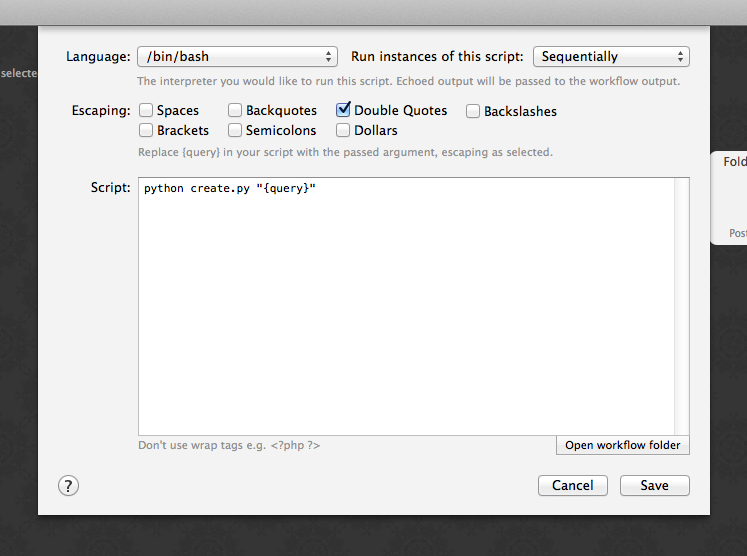 Language: /bin/bash Run instances of this script: Sequentially
selecte
The interpreter you would like to run this script. Echoed output will be passed to the workflow output.
Escaping: Spaces Backquotes Double Quotes Backslashes
Brackets Semicolons Dollars
Replace {query} in your script with the passed argument, escaping as selected.
Fold
Script: python create.py "{query}"
Post
Don't use wrap tags e.g. <?php ?> Open workflow folder
? Cancel Save